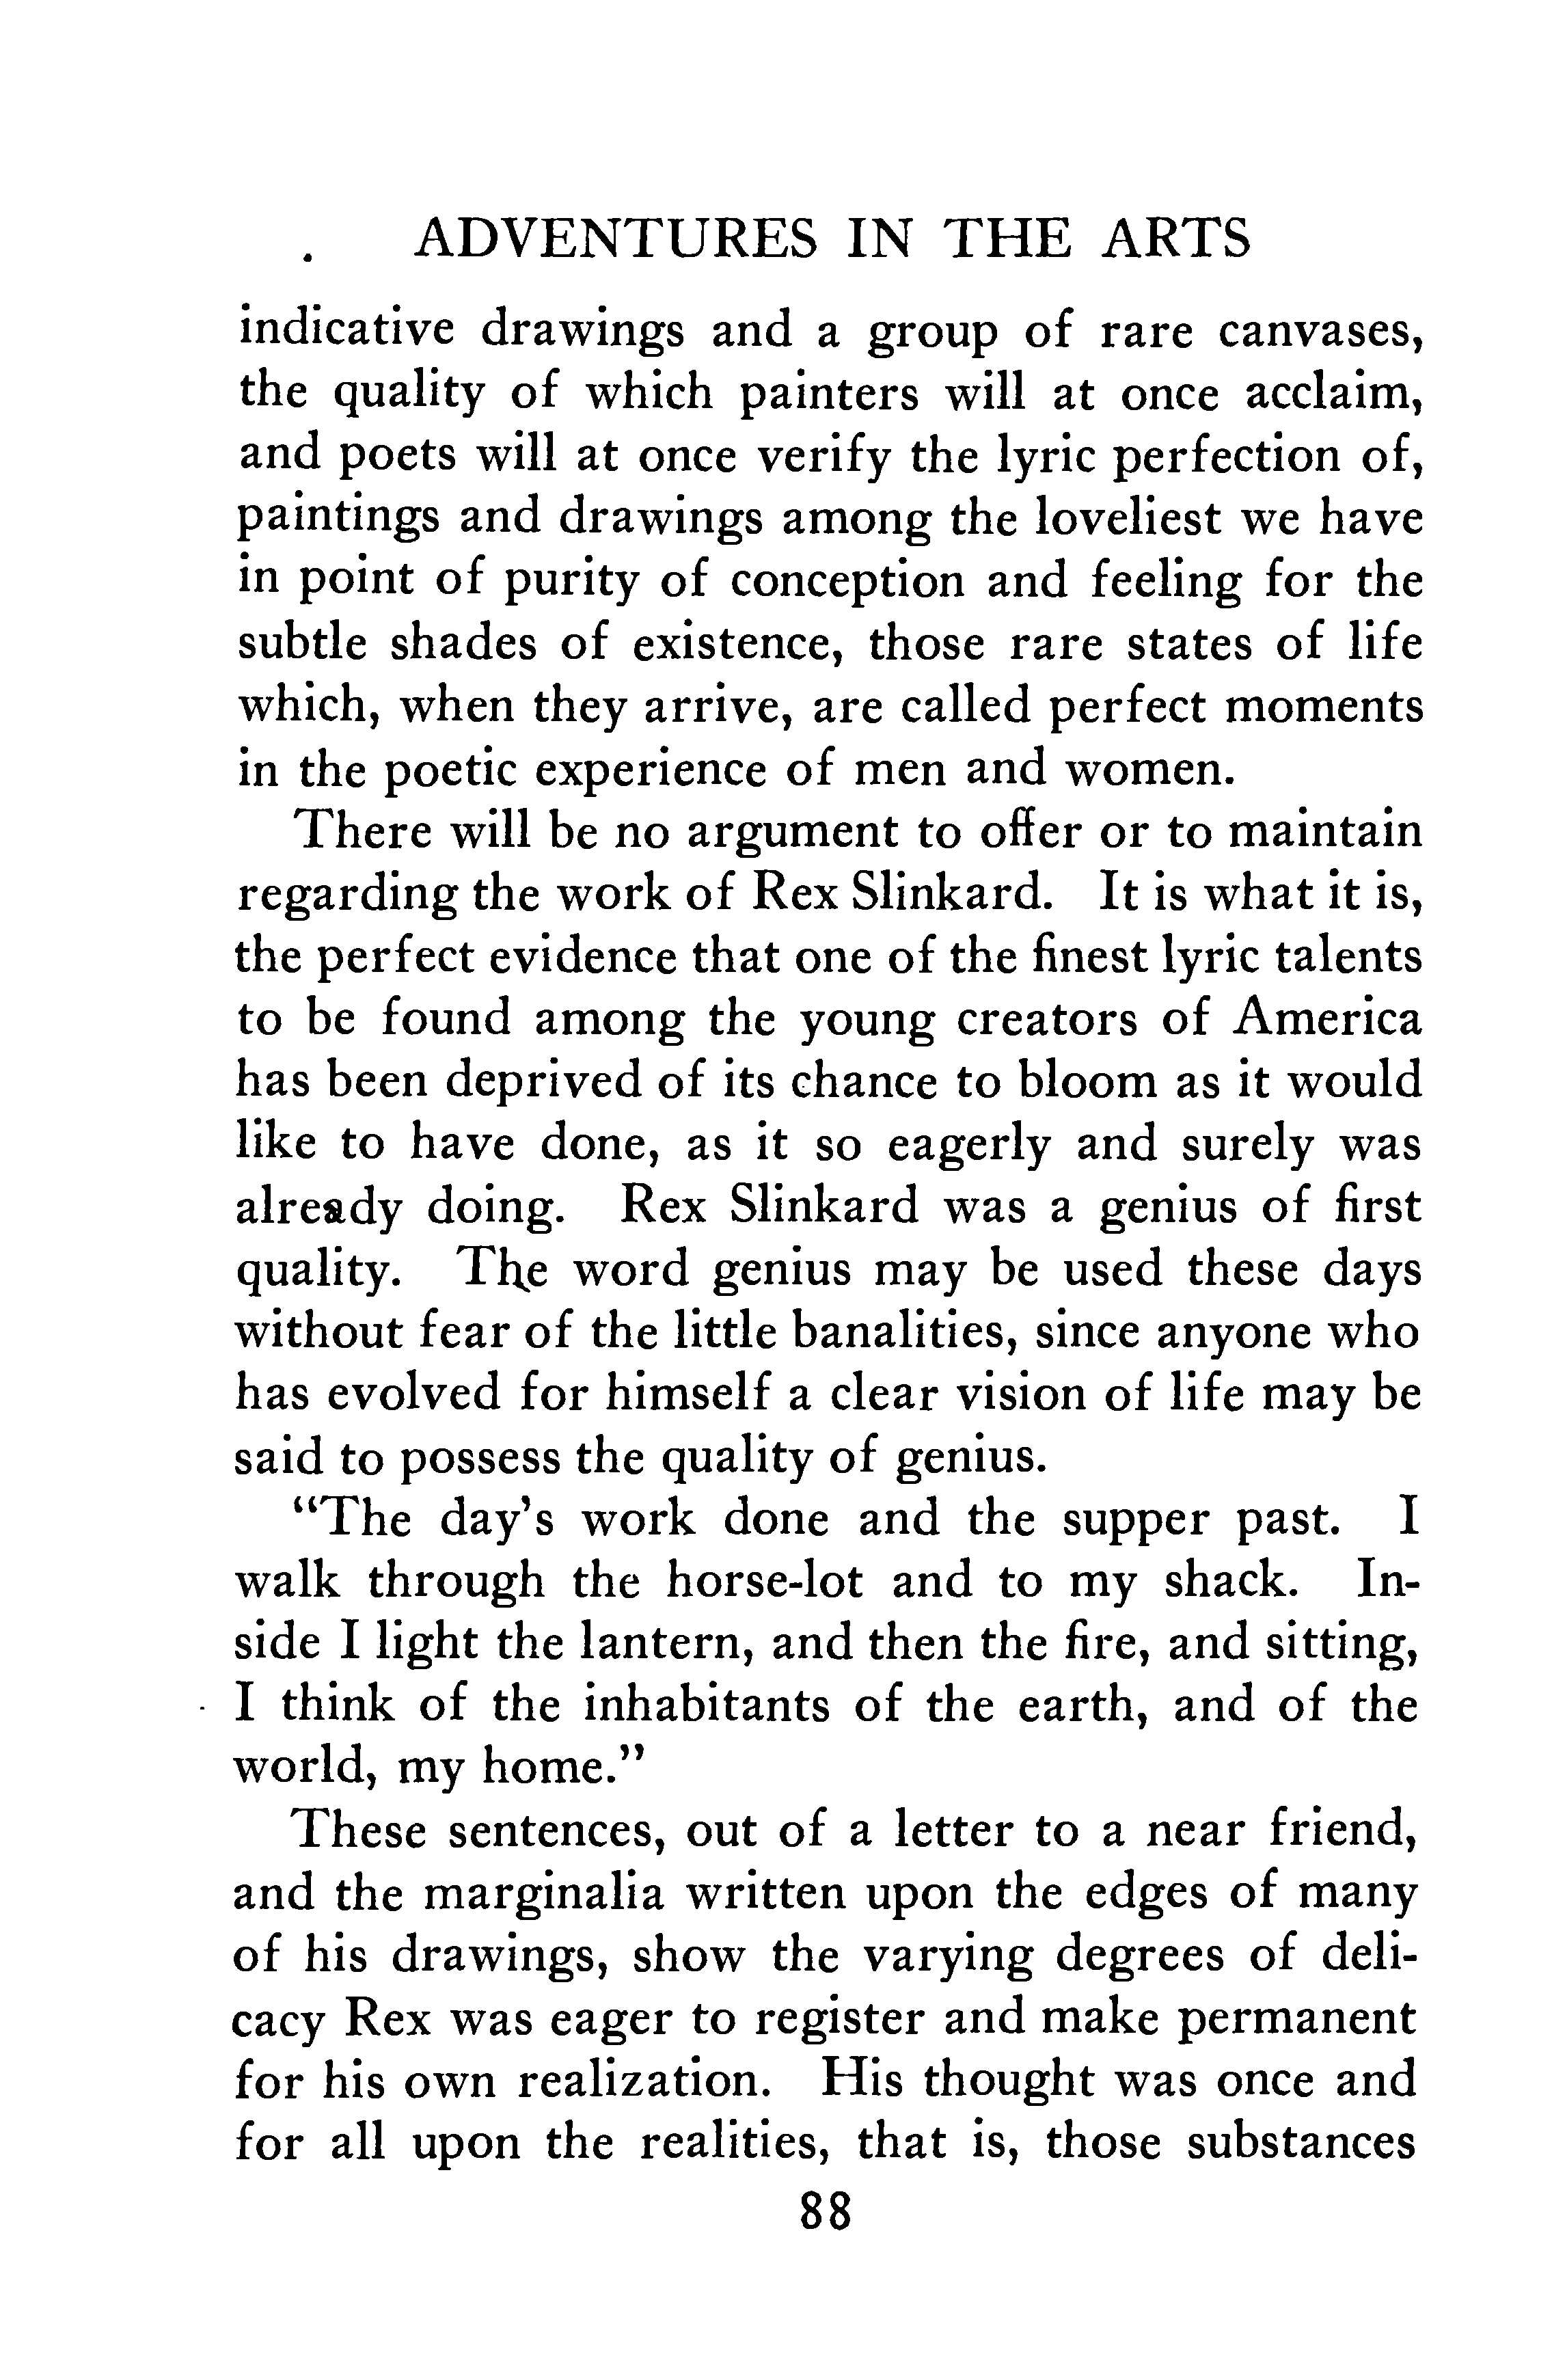 ADVENTURES IN THE ARTS
indicative drawings and a group of rare canvases,
the quality of which painters will at once acclaim,
and poets will at once verify the lyric perfection of,
paintings and drawings among the loveliest we have
in point of purity of conception and feeling for the
subtle shades of existence, those rare states of life
which, when they arrive, are called perfect moments
in the poetic experience of men and women.
There will be no argument to offer or to maintain
regarding the work of Rex Slinkard. It is what it is,
the perfect evidence that one of the finest lyric talents
to be found among the young creators of America
has been deprived of its chance to bloom as it would
like to have done, as it so eagerly and surely was
already doing. Rex Slinkard was a genius of first
quality. The word genius may be used these days
without fear of the little banalities, since anyone who
has evolved for himself a clear vision of life may be
said to possess the quality of genius.
“The day’s work done and the supper past. I
walk through the horse-lot and to my shack. In-
side I light the lantern, and then the fire, and sitting,
I think of the inhabitants of the earth, and of the
world, my home.”
These sentences, out of a letter to a near friend,
and the marginalia written upon the edges of many
of his drawings, show the varying degrees of deli-
cacy Rex was eager to register and make permanent
for his own realization. His thought was once and
for all upon the realities, that is, those substances
88